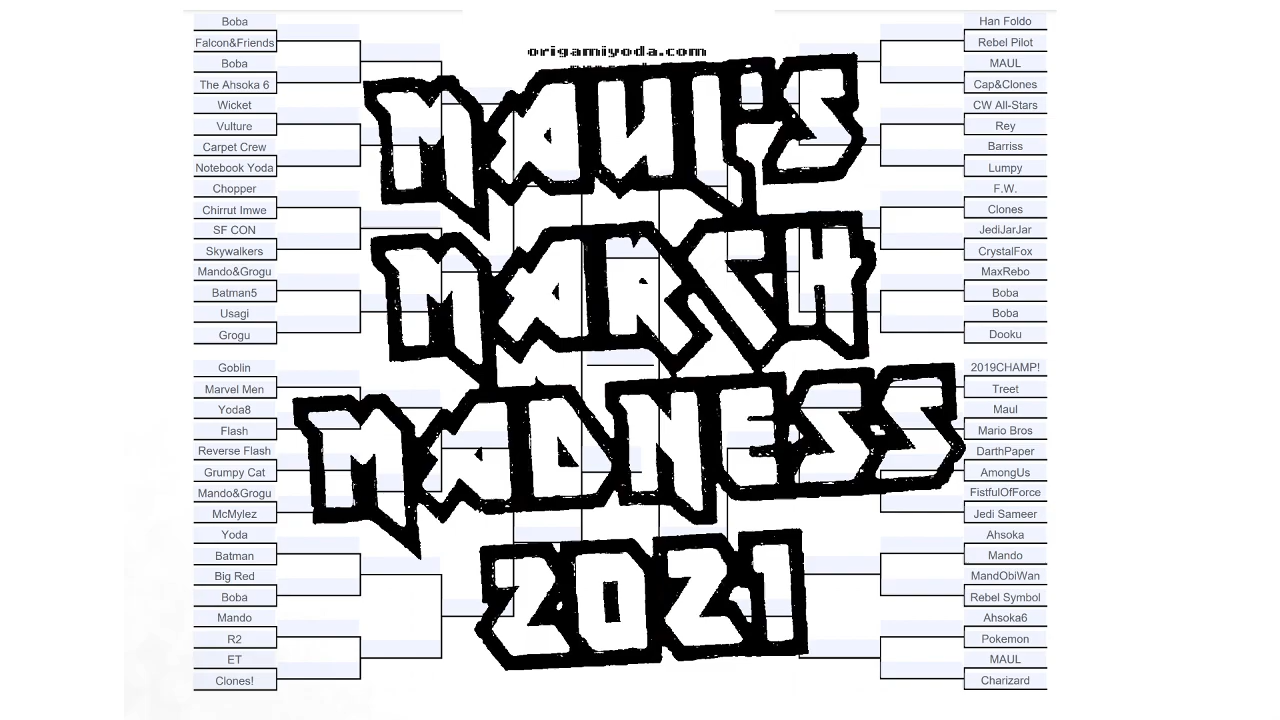 Boba
Falcon&Friends
Boba
The Ahsoka 6
Wicket
Vulture
Carpet Crew
Notebook Yoda
Chopper
Chirrut Imwe
SF CON
Skywalkers
Mando&Grogu
Batman5
Usagi
Grogu
Goblin
Marvel Men
Yoda8
Flash
Reverse Flash
Grumpy Cat
Mando&Grogu
McMylez
Yoda
Batman
Big Red
Boba
Mando
R2
ET
Clones!
origamiyoda.com
MAUL'S
MARCH
MADNESS
2021
Han Foldo
Rebel Pilot
MAUL
Cap&Clones
CW All-Stars
Rey
Barriss
Lumpy
F.W.
Clones
JediJarJar
CrystalFox
MaxRebo
Boba
Boba
Dooku
2019CHAMP!
Treet
Maul
Mario Bros
DarthPaper
AmongUs
FistfulOfForce
Jedi Sameer
Ahsoka
Mando
MandObiWan
Rebel Symbol
Ahsoka6
Pokemon
MAUL
Charizard